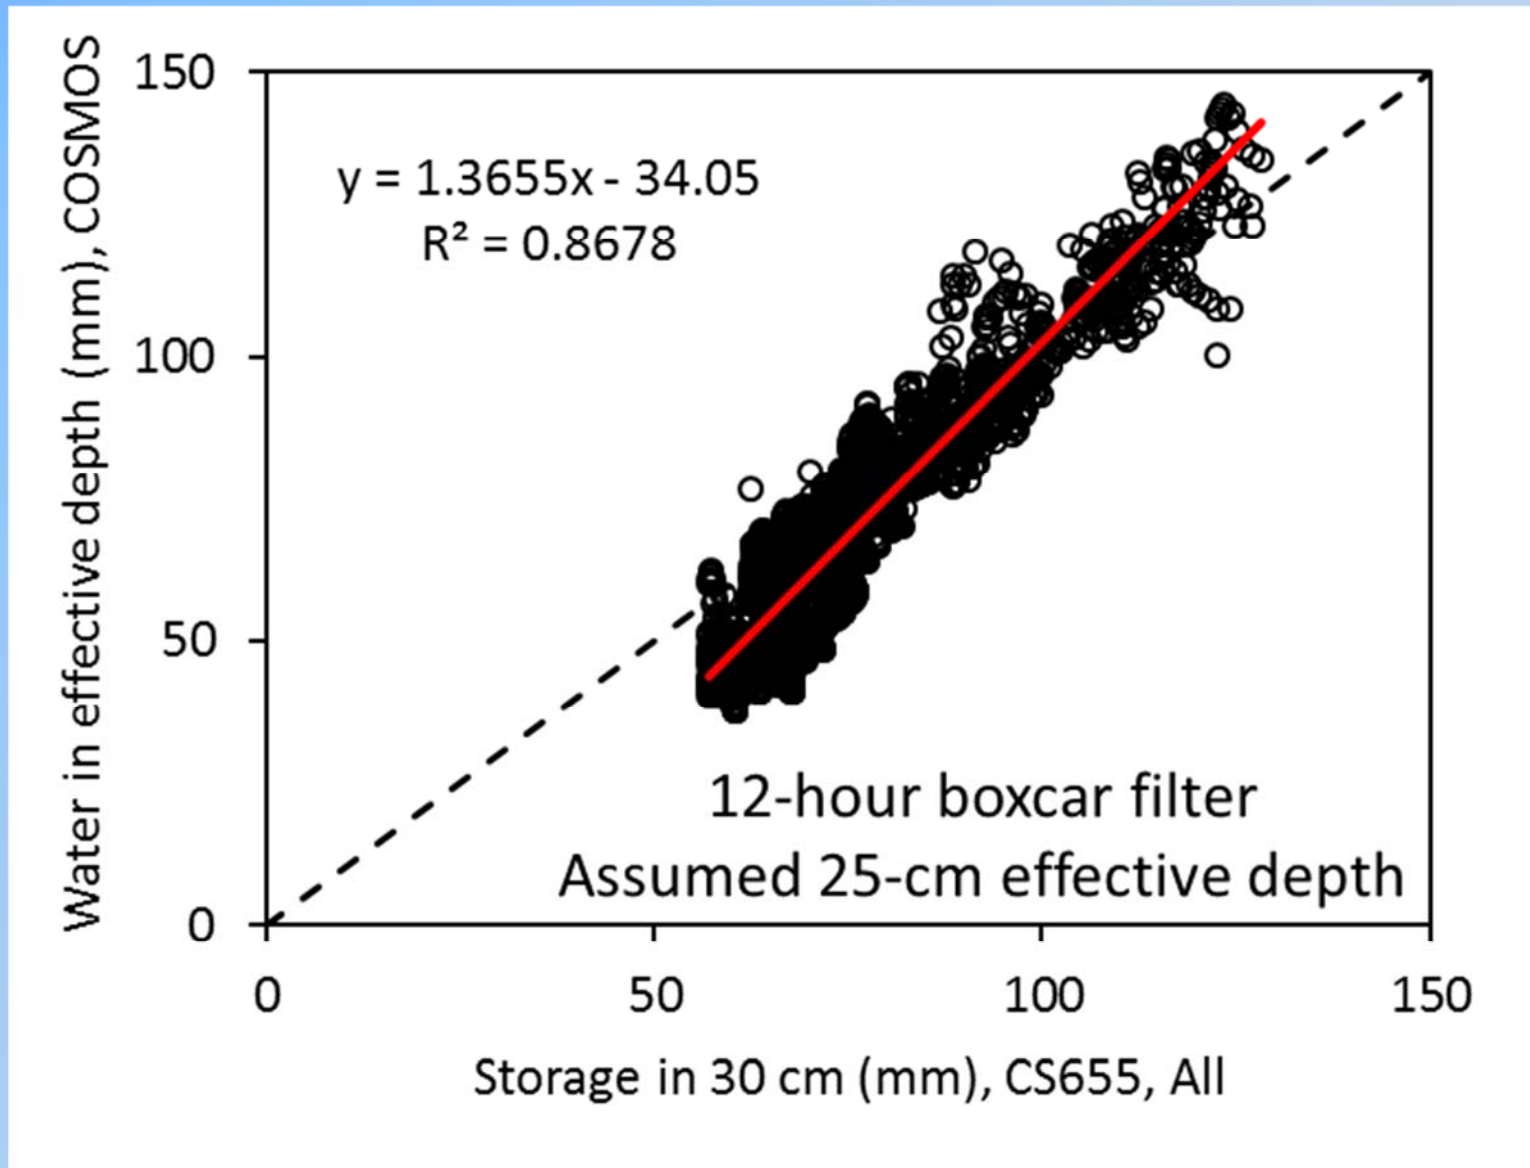 Water in effective depth (mm), COSMOS
150
100
50
0
y = 1.3655x - 34.05
R² = 0.8678
12-hour boxcar filter
Assumed 25-cm effective depth
0 50 100 150
Storage in 30 cm (mm), CS655, All